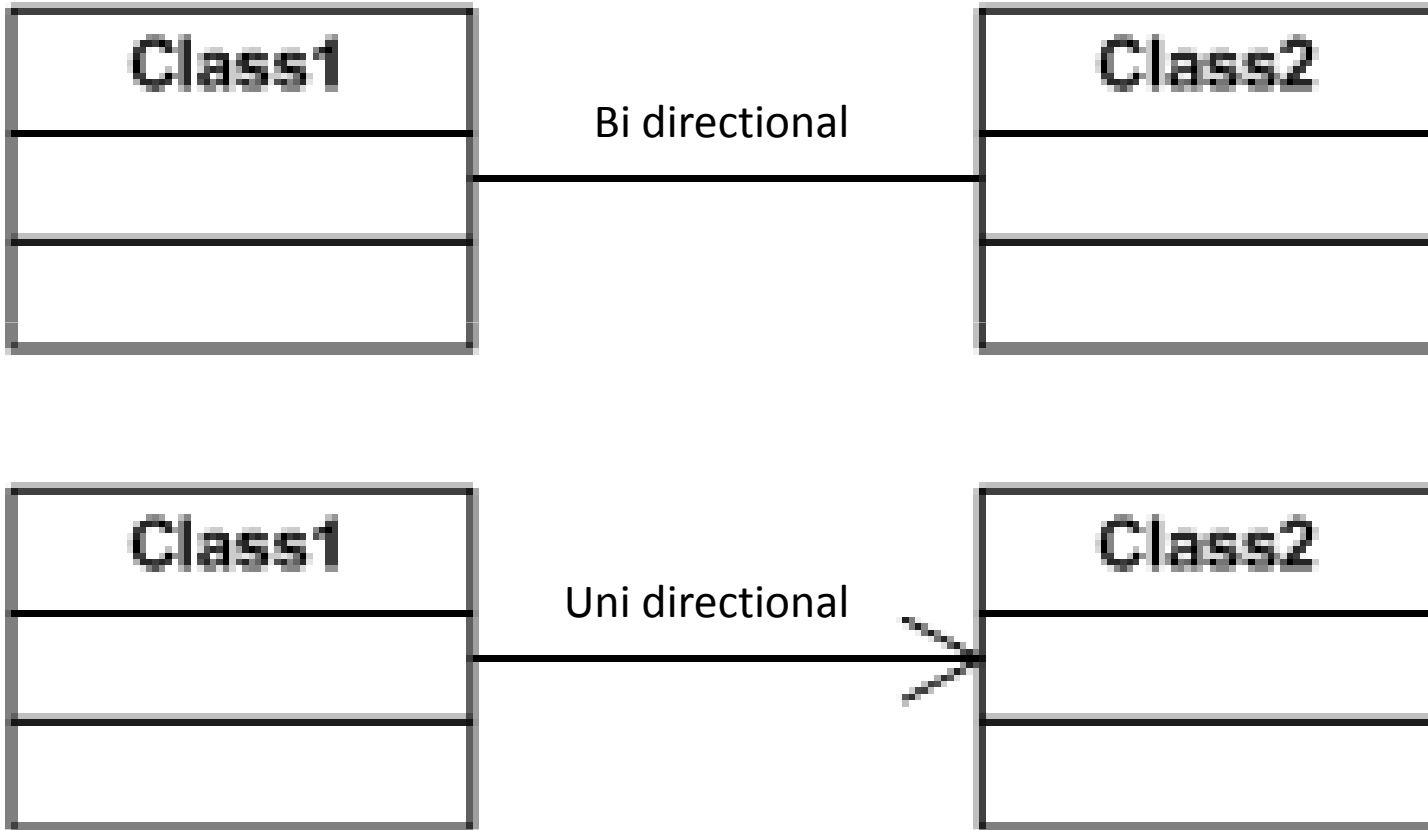 Class1
Bi directional
Class2
Class1
Uni directional
Class2